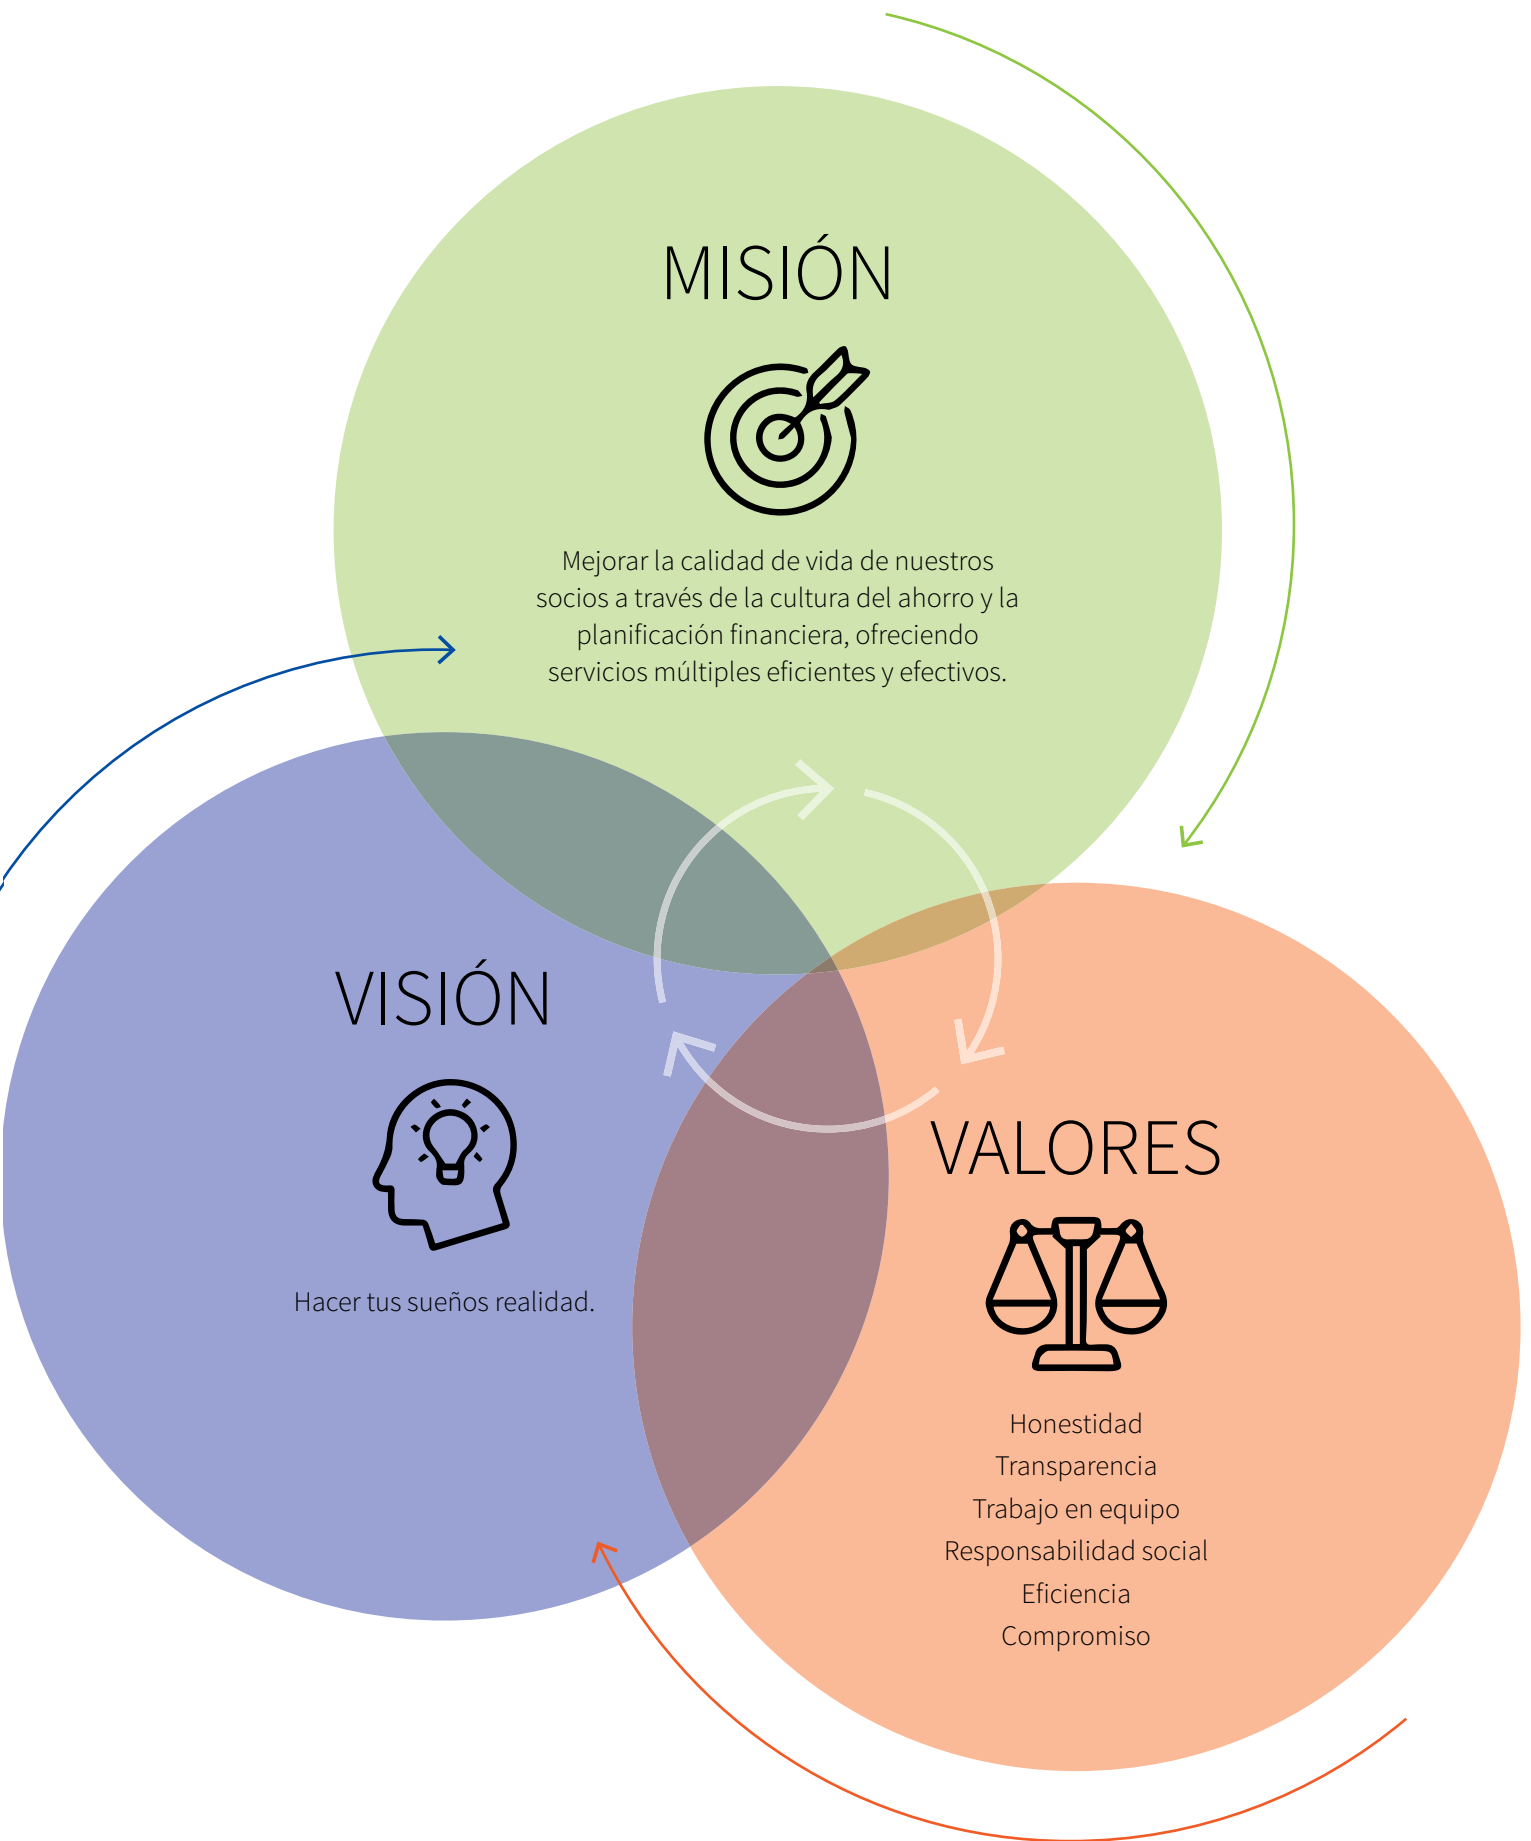 MISIÓN
Mejorar la calidad de vida de nuestros
socios a través de la cultura del ahorro y la
planificación financiera, ofreciendo
servicios múltiples eficientes y efectivos.
VISIÓN
Hacer tus sueños realidad.
VALORES
Honestidad
Transparencia
Trabajo en equipo
Responsabilidad social
Eficiencia
Compromiso